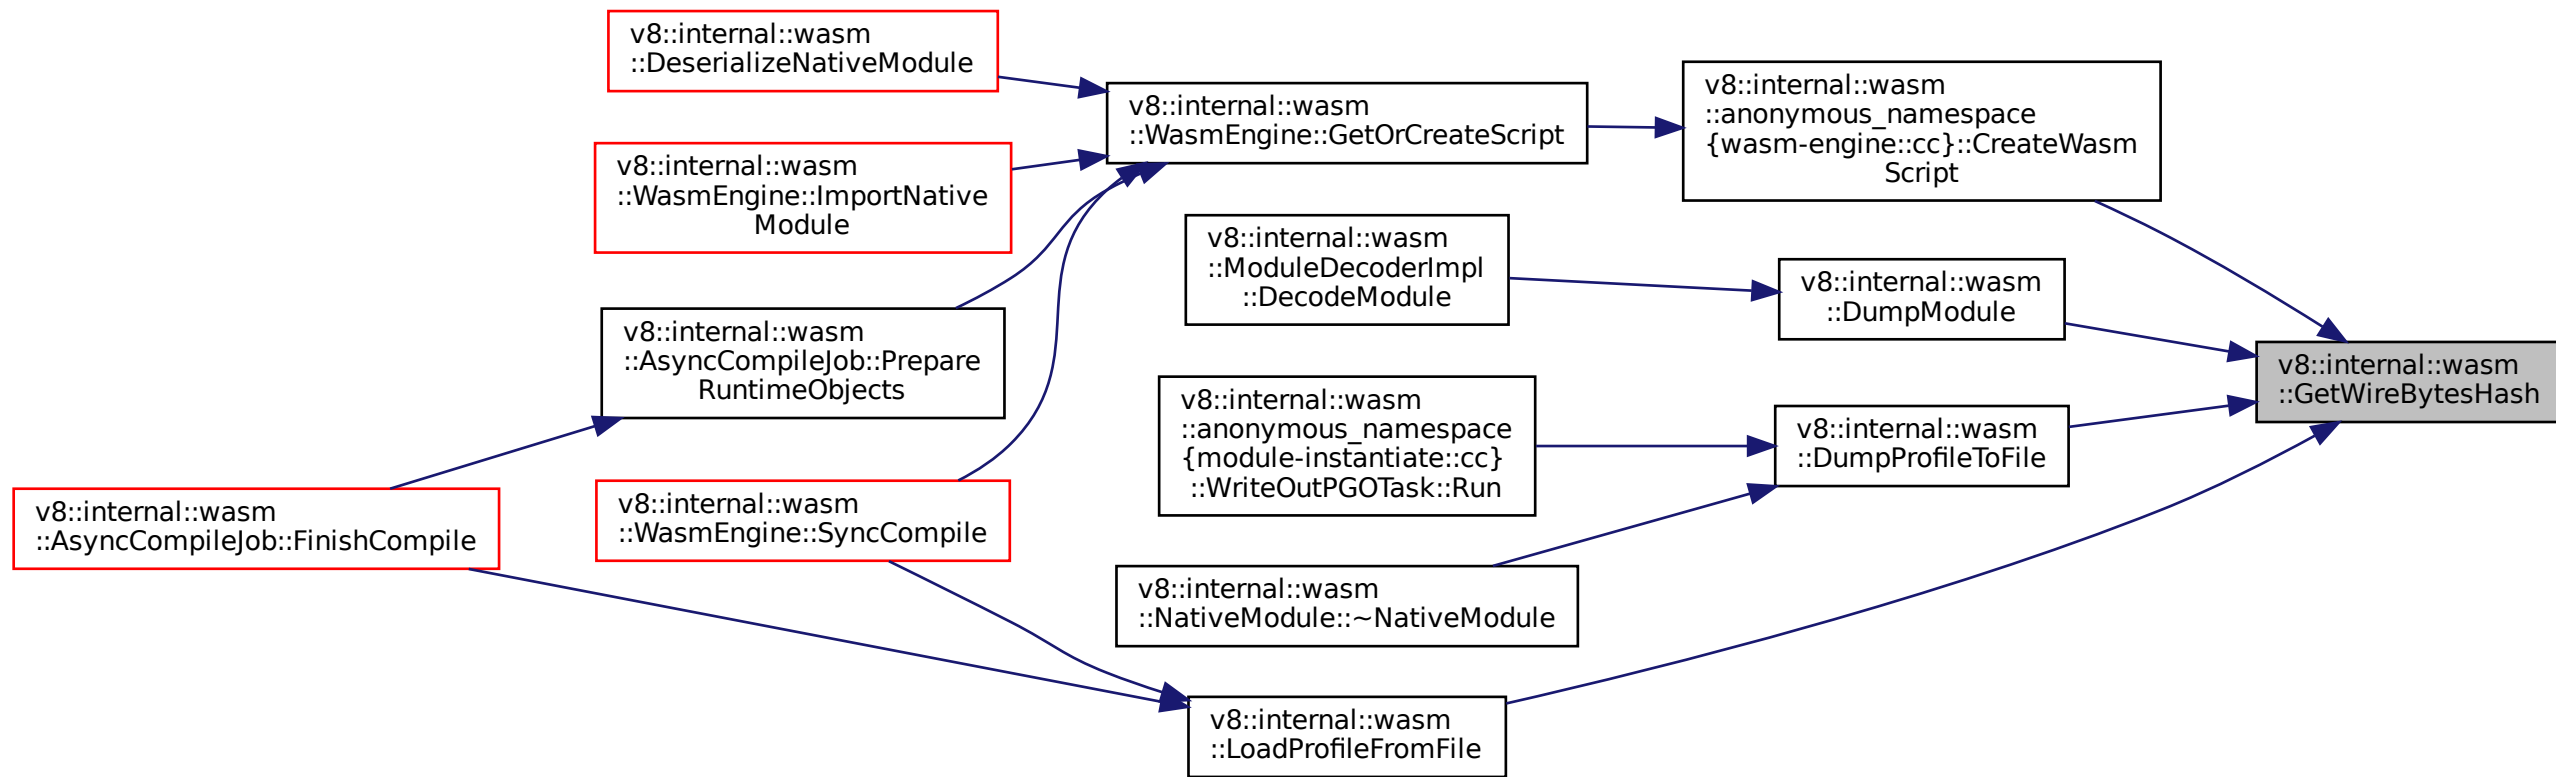 v8::internal::wasm
::DeserializeNativeModule
v8::internal::wasm
::WasmEngine::ImportNative
Module
v8::internal::wasm
::AsyncCompileJob::Prepare
RuntimeObjects
v8::internal::wasm
::AsyncCompileJob::FinishCompile
v8::internal::wasm
::WasmEngine::SyncCompile
v8::internal::wasm
::WasmEngine::GetOrCreateScript
v8::internal::wasm
::ModuleDecoderImpl
::DecodeModule
v8::internal::wasm
::anonymous_namespace
{module-instantiate::cc}
::WriteOutPGOTask::Run
v8::internal::wasm
::NativeModule::~NativeModule
v8::internal::wasm
::LoadProfileFromFile
v8::internal::wasm
::anonymous_namespace
{wasm-engine::cc}::CreateWasm
Script
v8::internal::wasm
::DumpModule
v8::internal::wasm
::DumpProfileToFile
v8::internal::wasm
::GetWireBytesHash